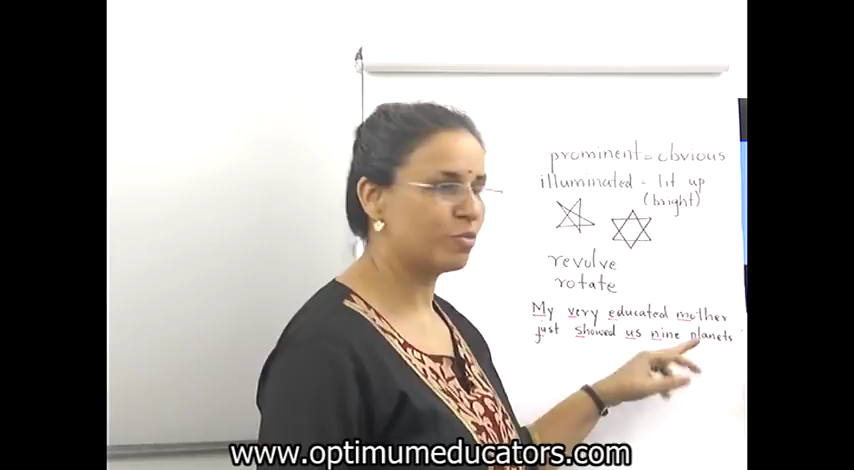 prominent = obvious
illuminated - lit up
(bright)
revolve
rotate
My very educated mother
just showed us nine planets
www.optimumeducators.com